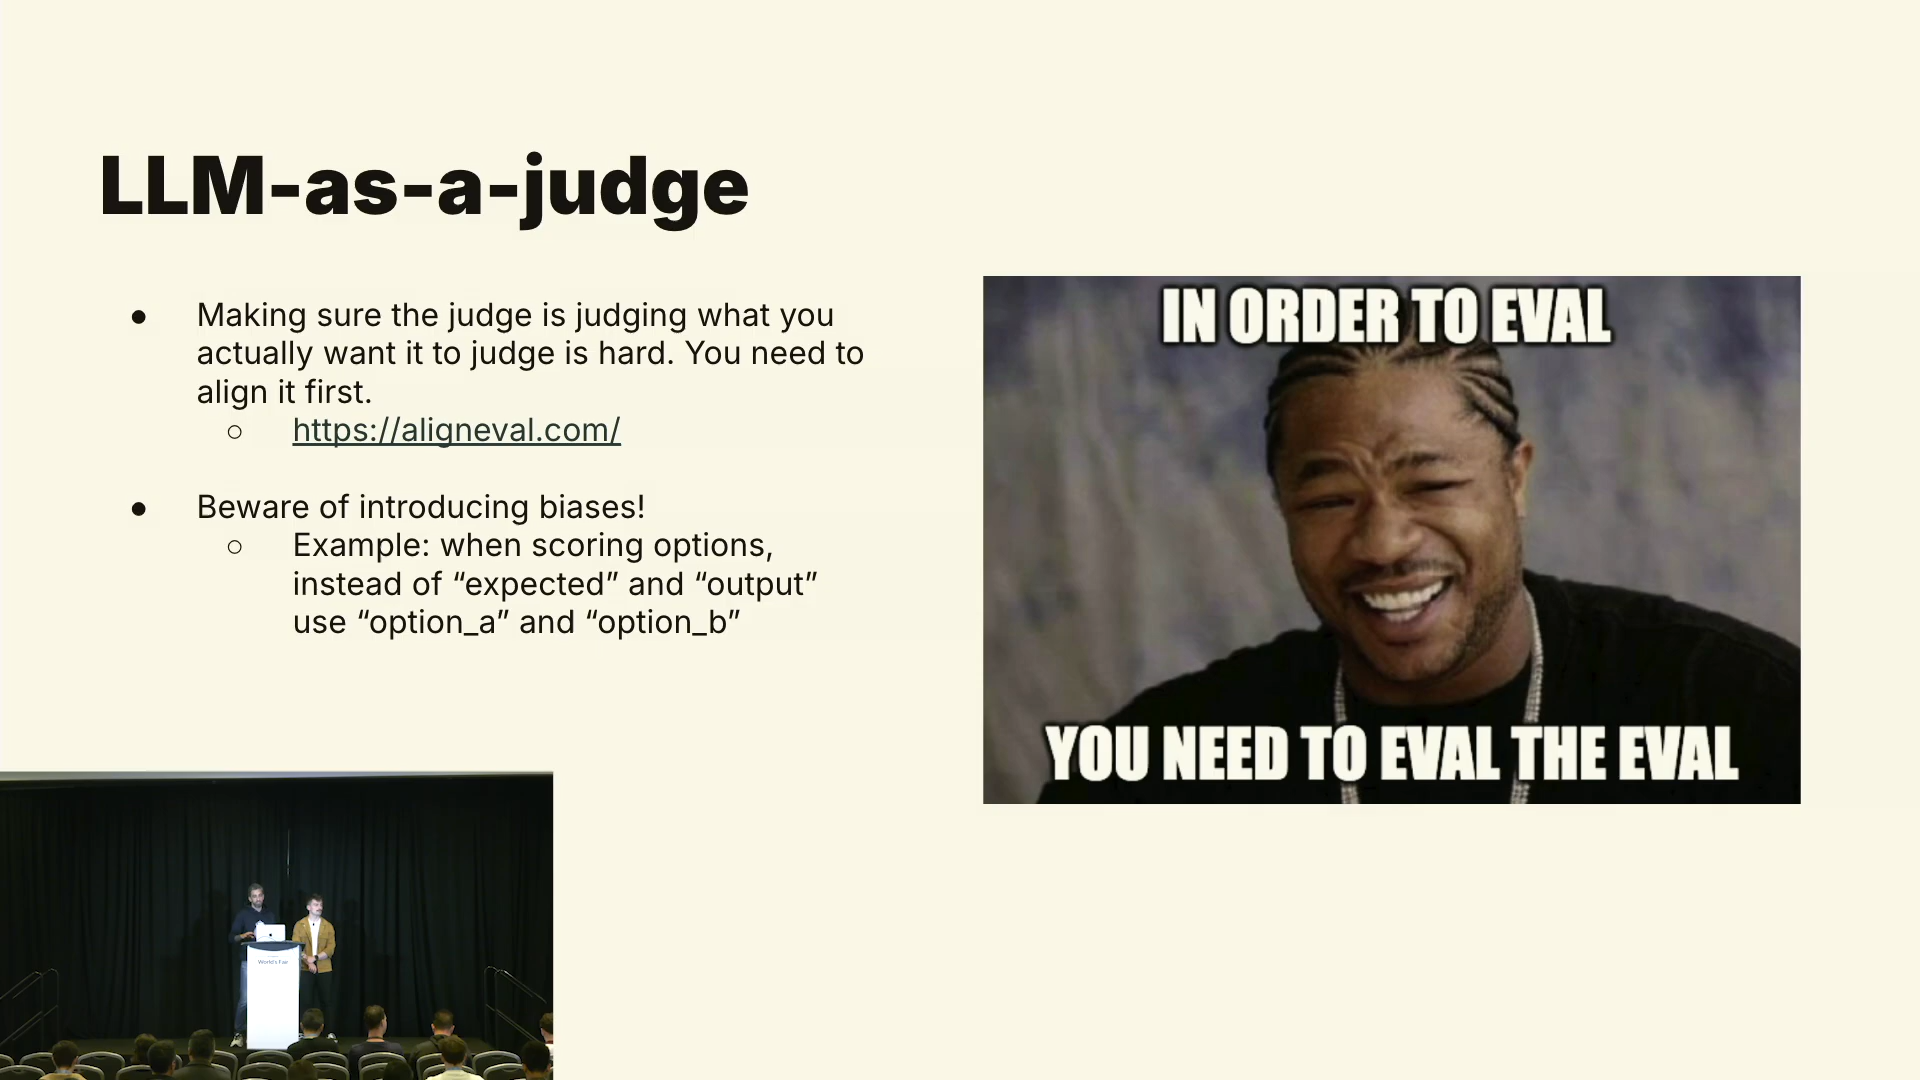 LLM-as-a-judge
● Making sure the judge is judging what you
actually want it to judge is hard. You need to
align it first.
○ https://aligneval.com/
● Beware of introducing biases!
○ Example: when scoring options,
instead of “expected” and “output”
use “option_a” and “option_b”
IN ORDER TO EVAL
YOU NEED TO EVAL THE EVAL
World's Fair